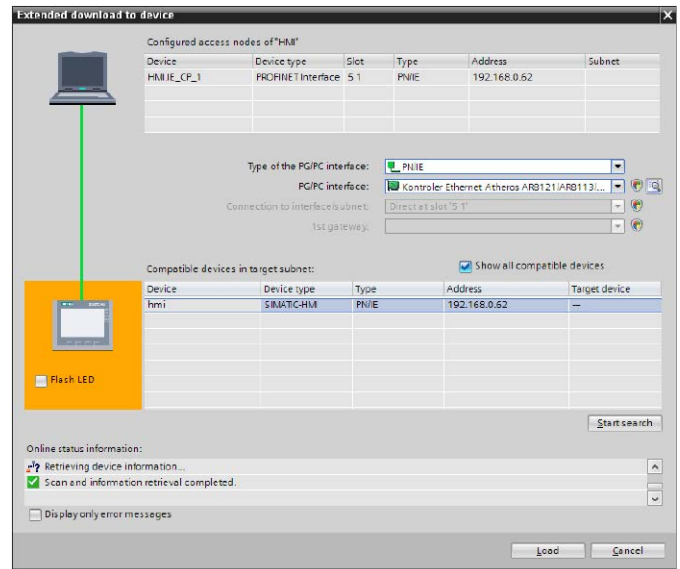 Extended download to device
Configured access nodes of "HMI"
Device Device type Slot Type Address Subnet
HMI.IE_CP_1 PROFINET Interface 5 1 PN/IE 192.168.0.62
Type of the PG/PC interface: PN/IE
PG/PC interface: Kontroler Ethernet Atheros AR8121/AR8113/...
Connection to interface/subnet: Direct at slot '5 1'
1st gateway:
Compatible devices in target subnet: Show all compatible devices
Device Device type Type Address Target device
hmi SIMATIC-HMI PN/IE 192.168.0.62 —
Flash LED
Start search
Online status information:
Retrieving device information...
Scan and information retrieval completed.
Display only error messages
Load Cancel